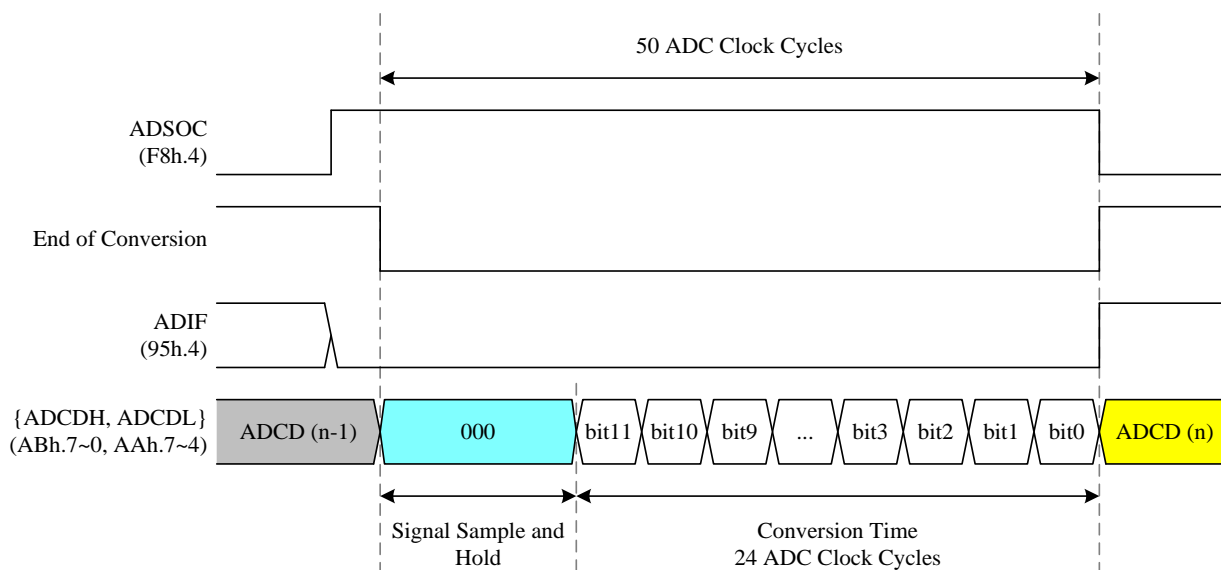 50 ADC Clock Cycles
ADSOC
(F8h.4)
End of Conversion
ADIF
(95h.4)
{ADCDH, ADCDL}
(ABh.7~0, AAh.7~4)
ADCD (n-1)
000
bit11
bit10
bit9
...
bit3
bit2
bit1
bit0
ADCD (n)
Signal Sample and
Hold
Conversion Time
24 ADC Clock Cycles